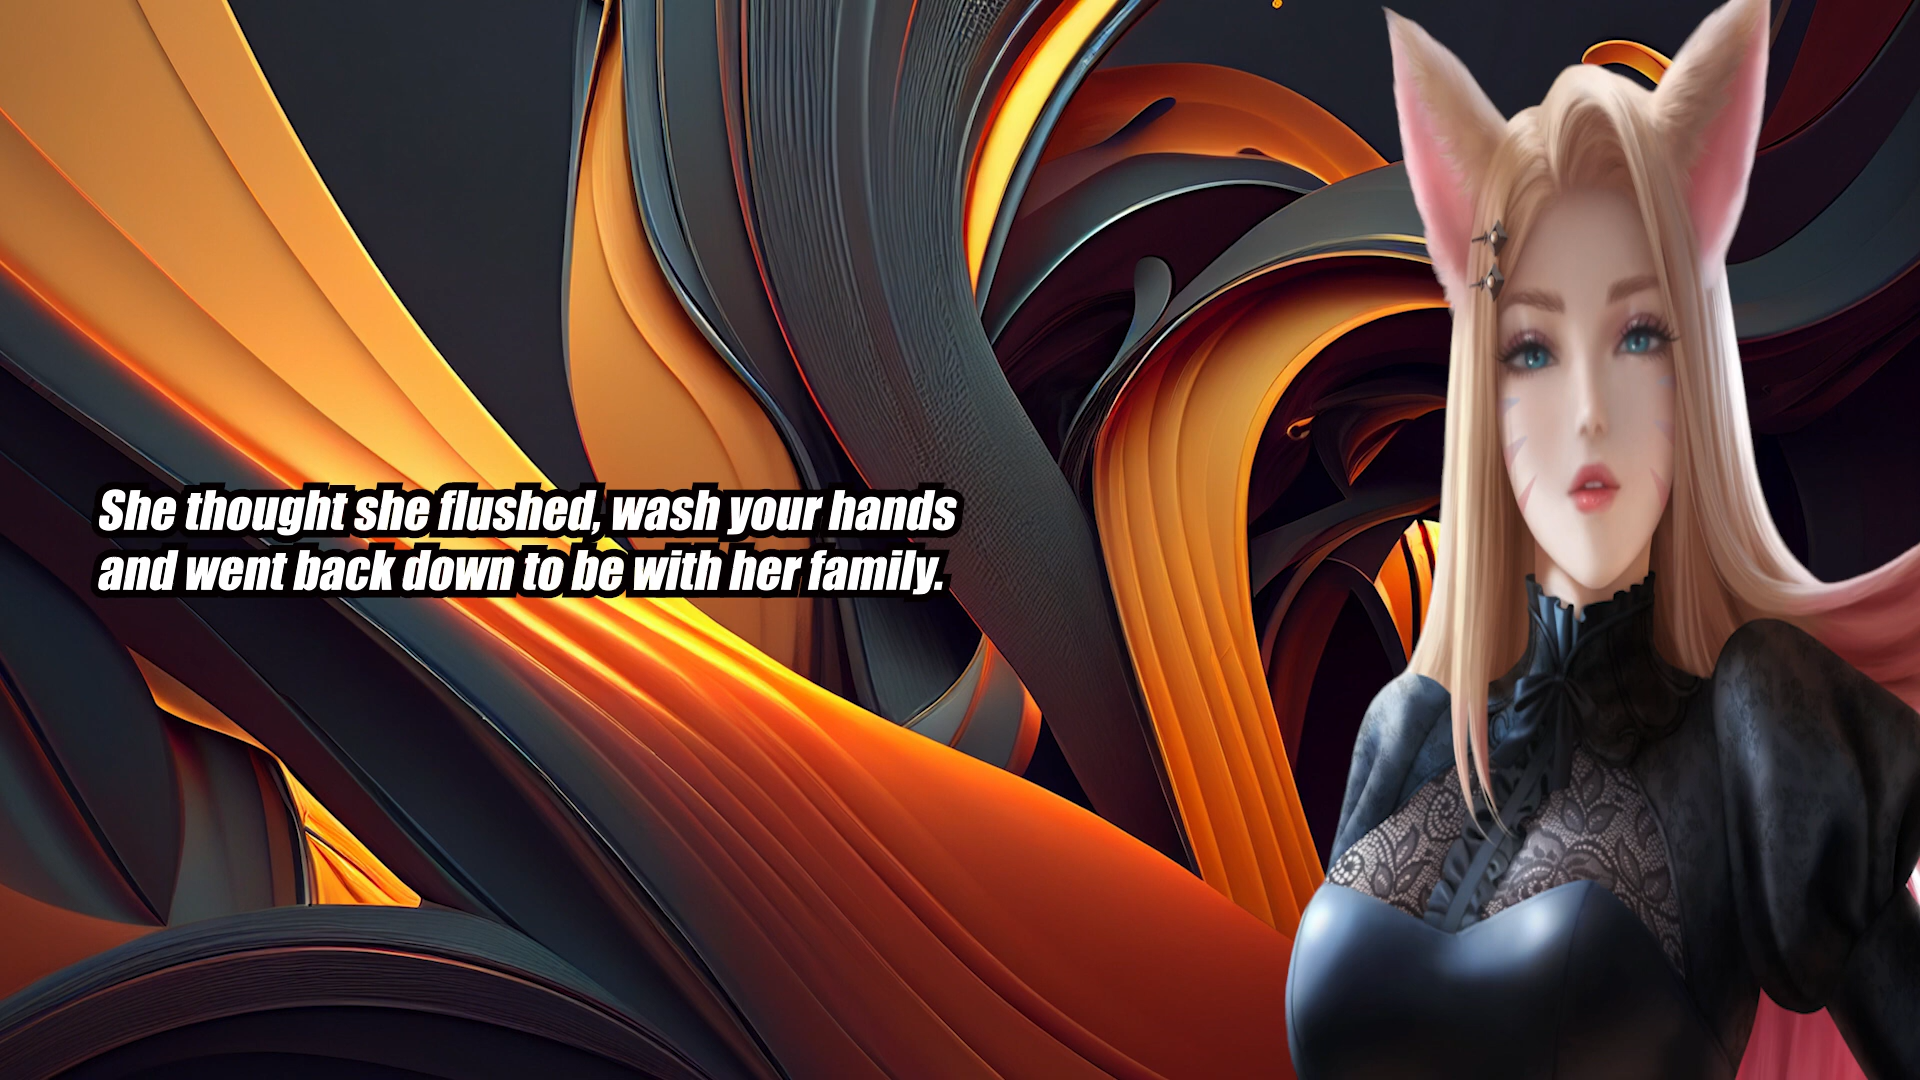 She thought she flushed, wash your hands
and went back down to be with her family.